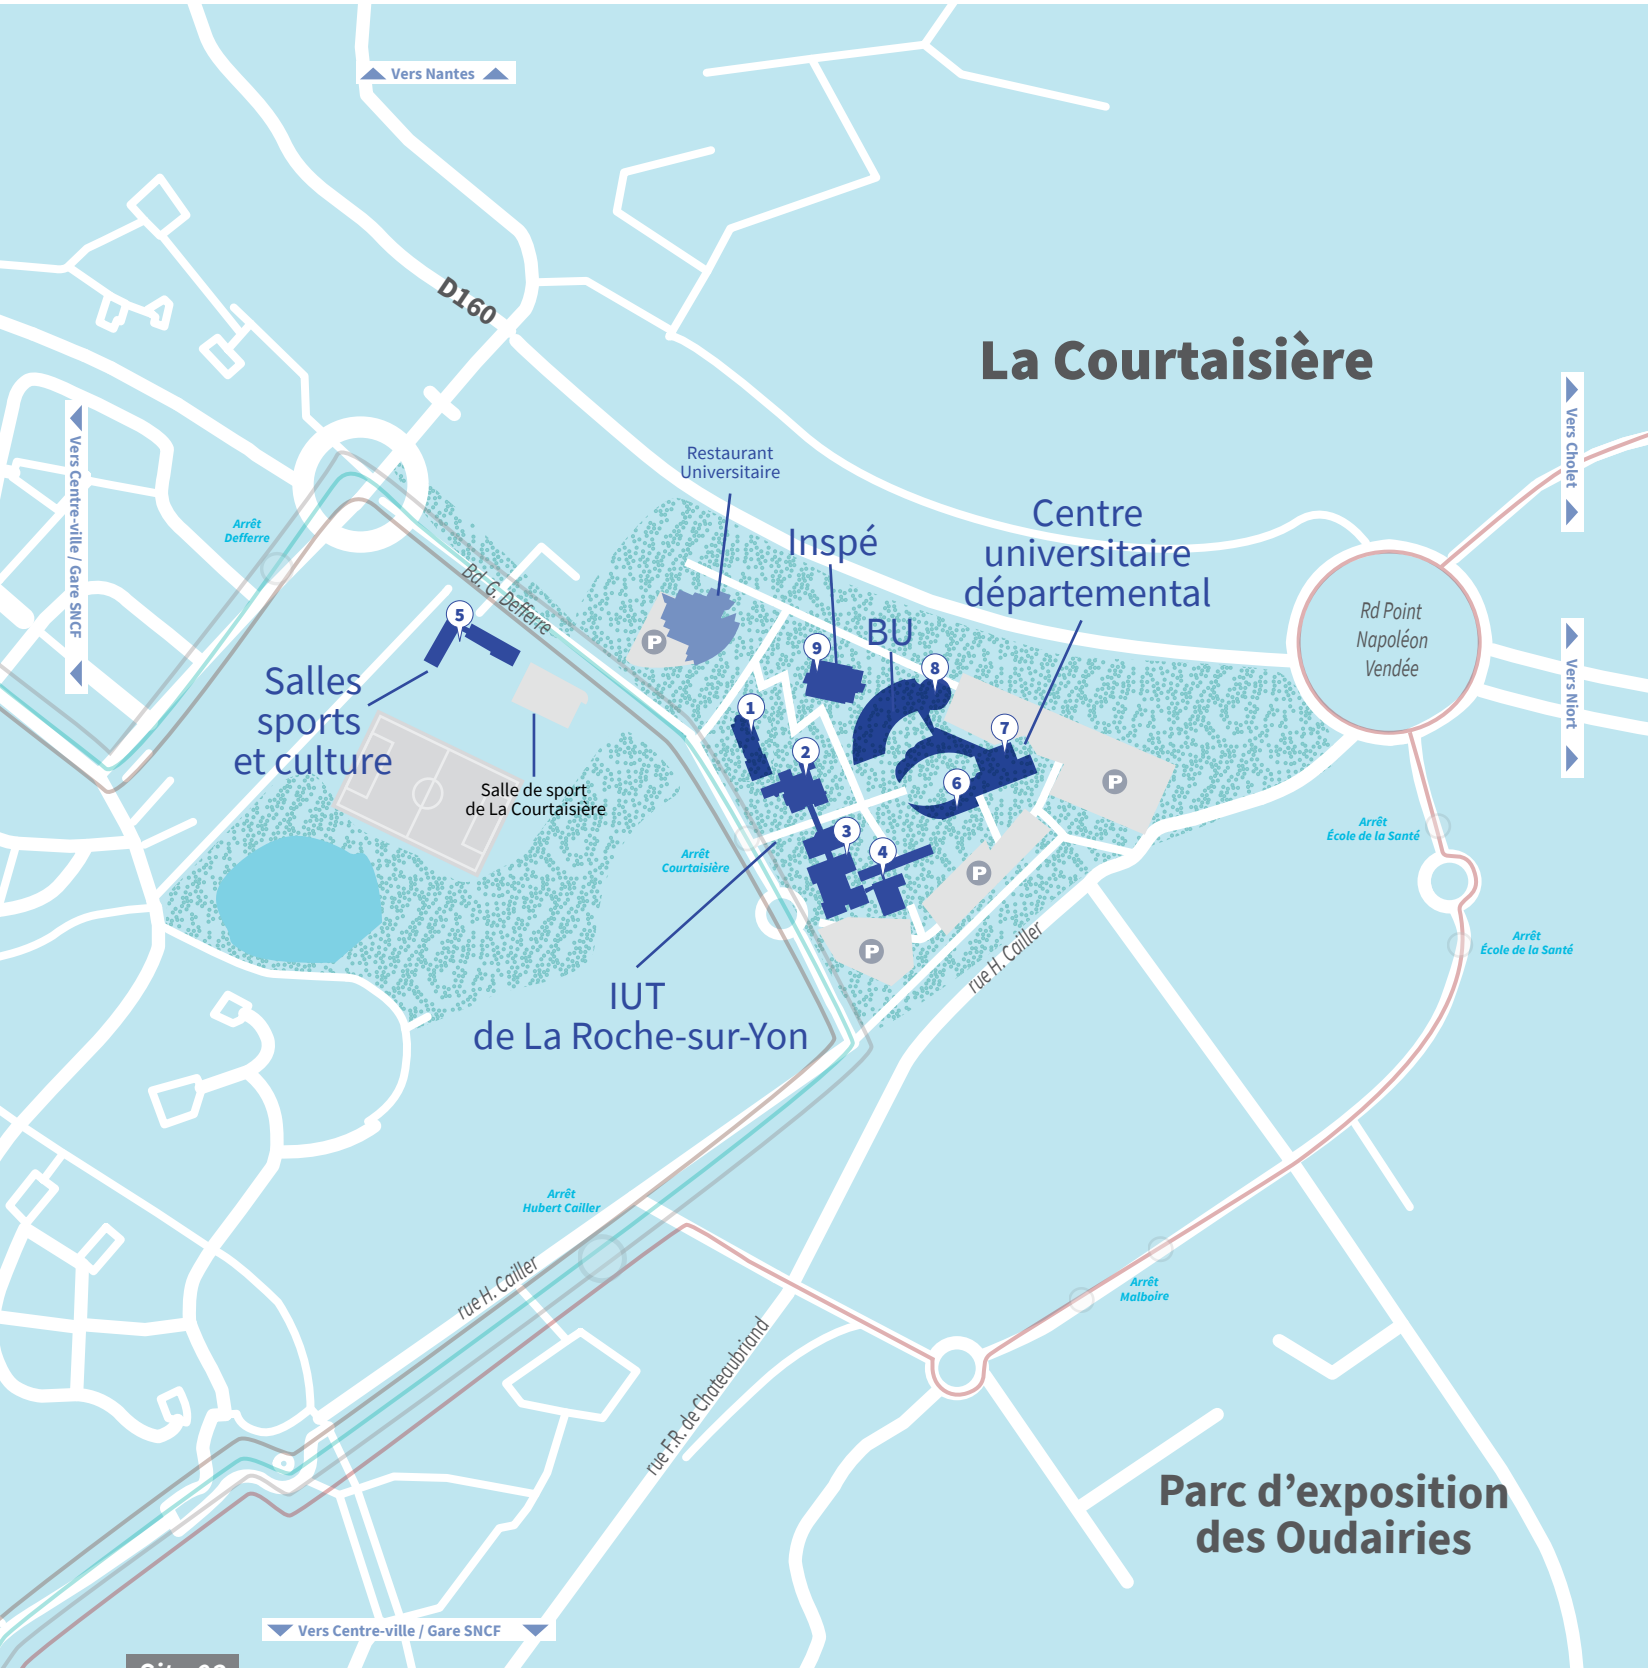 Vers Nantes
D160
La Courtaisière
Vers Cholet
Vers Centre-ville / Gare SNCF
Restaurant
Universitaire
Inspé
Centre
universitaire
départemental
Arrêt
Defferre
Bd. G. Defferre
BU
Rd Point
Napoléon
Vendée
Vers Niort
5
P
9
8
1
7
2
6
P
Salles
sports
et culture
Salle de sport
de La Courtaisière
3
4
P
Arrêt
Courtaisière
Arrêt
École de la Santé
Arrêt
École de la Santé
P
rue H. Cailler
IUT
de La Roche-sur-Yon
Arrêt
Hubert Cailler
rue H. Cailler
Arrêt
Malboire
rue F.R. de Chateaubriand
Parc d’exposition
des Oudairies
Vers Centre-ville / Gare SNCF